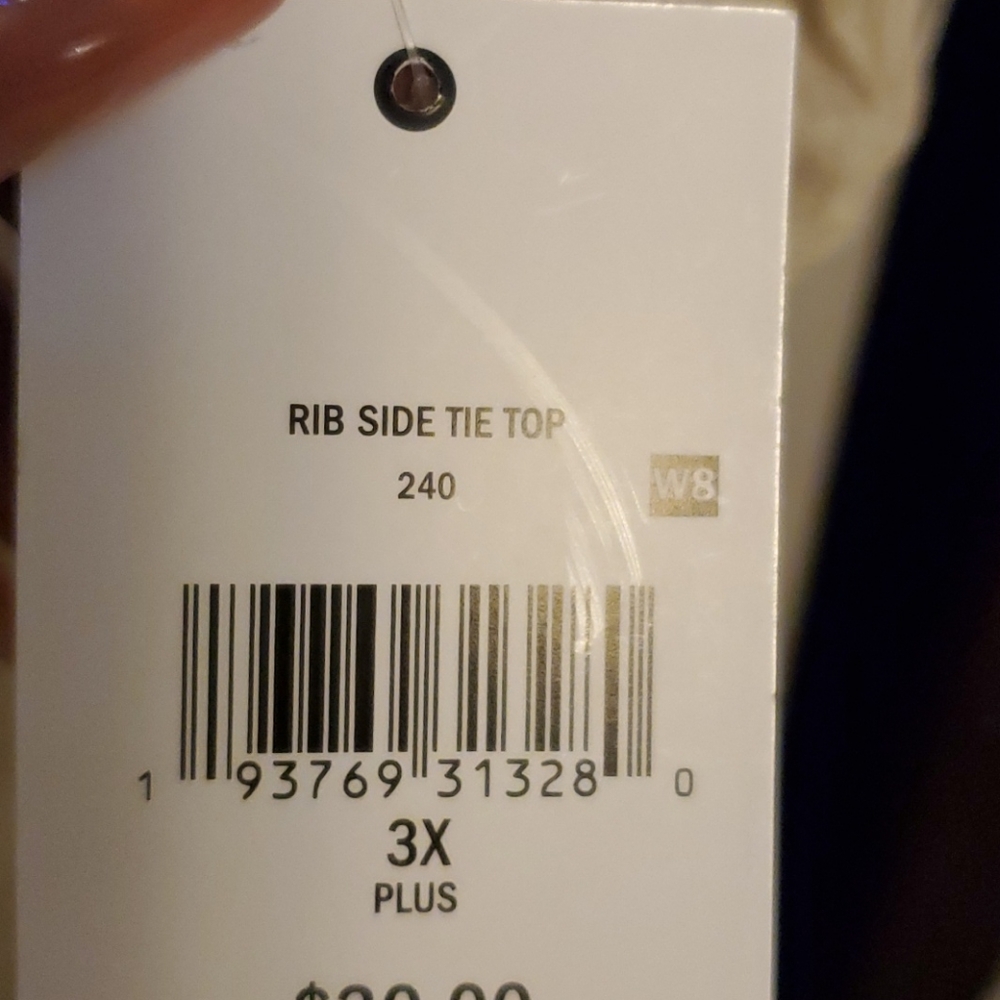 RIB SIDE TIE TOP
240
W8
1 93769 31328 0
3X
PLUS